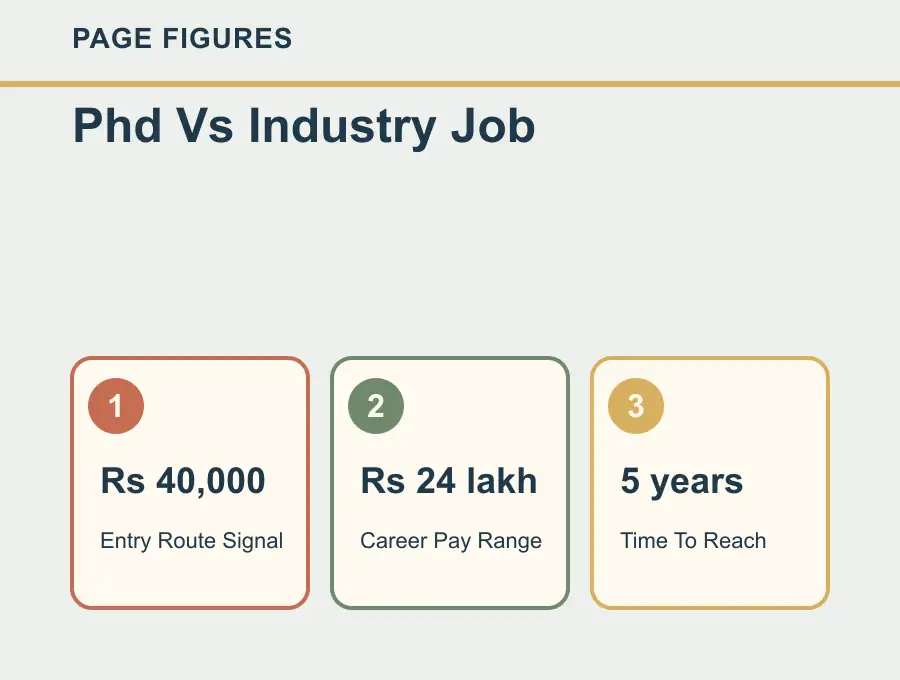 PAGE FIGURES
Phd Vs Industry Job
1
Rs 40,000
Entry Route Signal
2
Rs 24 lakh
Career Pay Range
3
5 years
Time To Reach